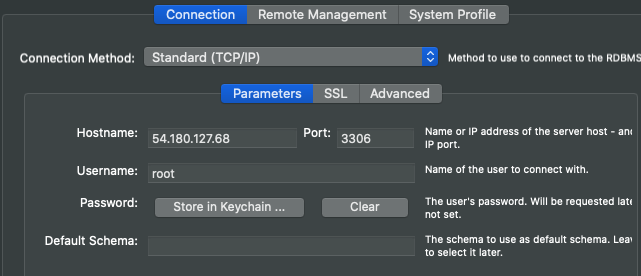 Connection Remote Management System Profile
Connection Method: Standard (TCP/IP) Method to use to connect to the RDBMS
Parameters SSL Advanced
Hostname: 54.180.127.68 Port: 3306 Name or IP address of the server host - and
IP port.
Username: root Name of the user to connect with.
Password: Store in Keychain ... Clear The user's password. Will be requested late
not set.
Default Schema: The schema to use as default schema. Leav
to select it later.